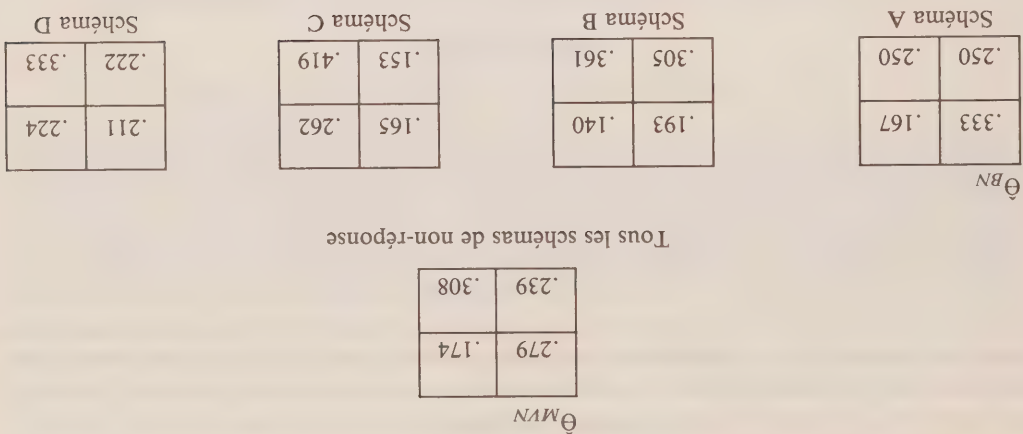 Θ̂MVN
.279 .174
.239 .308
Tous les schémas de non-réponse
Θ̂BN
.333 .167 .193 .140 .165 .262 .211 .224
.250 .250 .305 .361 .153 .419 .222 .333
Schéma A Schéma B Schéma C Schéma D